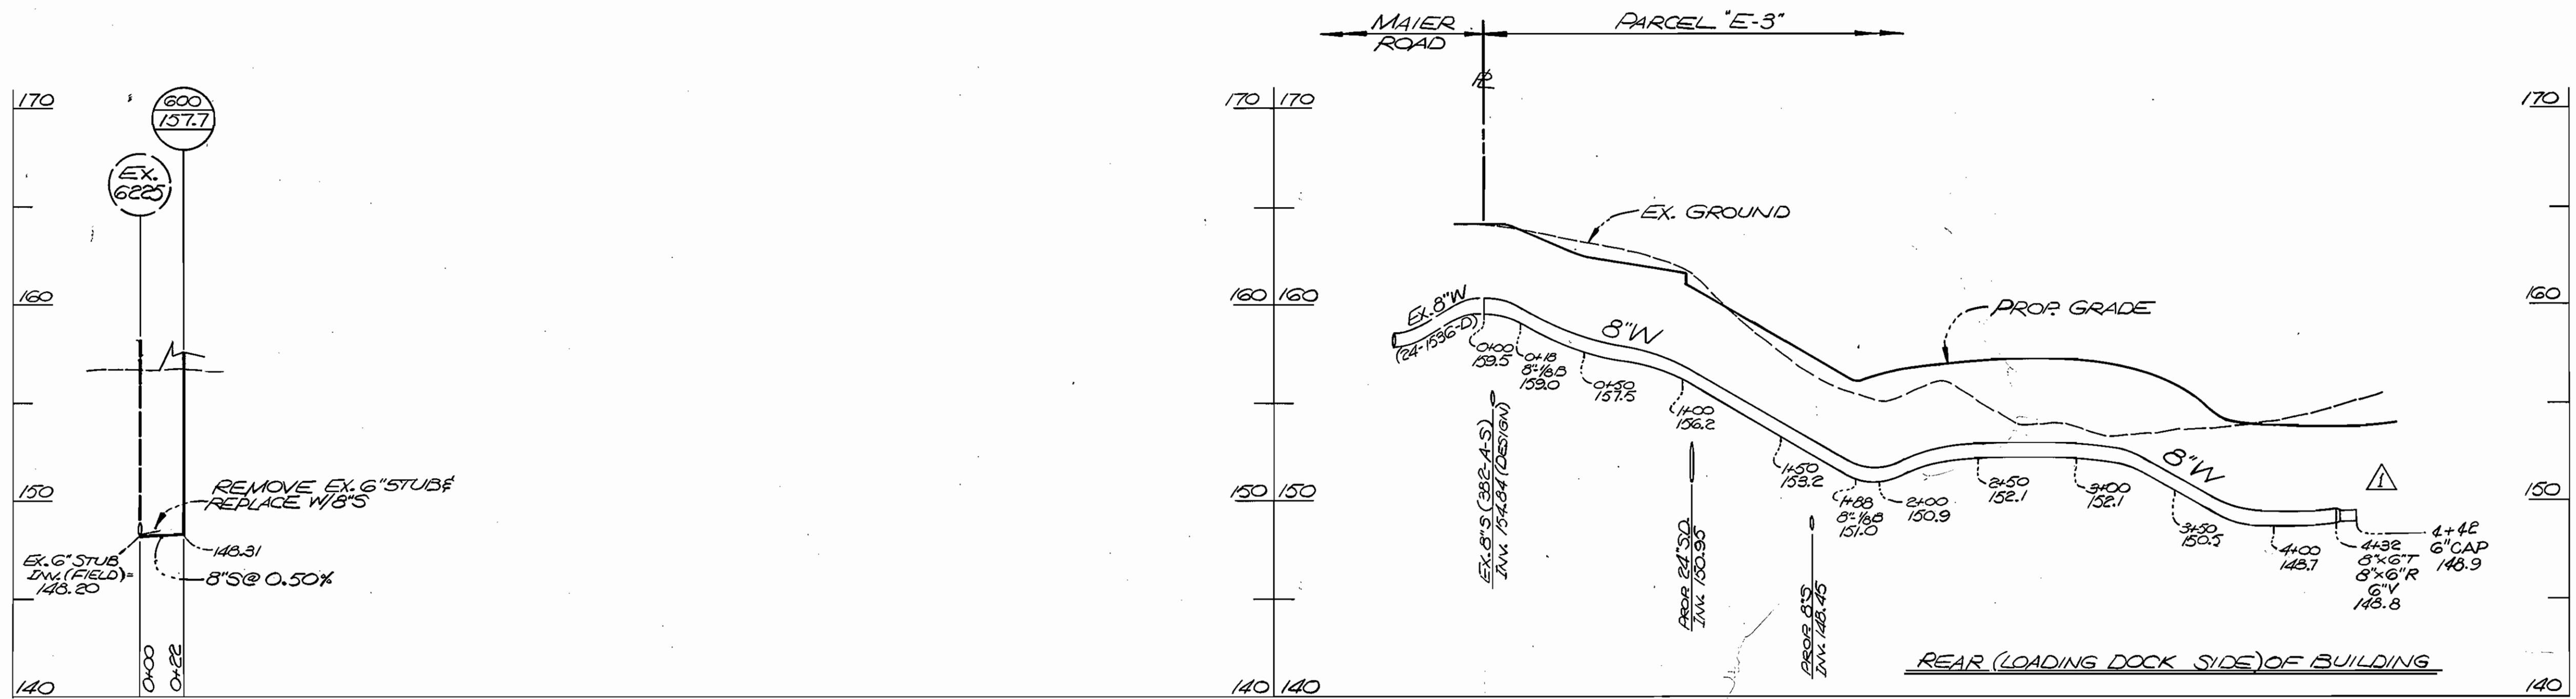 MAIER
ROAD
PARCEL "E-3"
170
600
157.7
EX.
6225
160
150
140
REMOVE EX. 6" STUB &
REPLACE W/8"S
148.31
8"S @ 0.50%
EX. 6" STUB
INV. (FIELD) =
148.20
0+00
0+22
170
170
160
160
150
150
140
140
EX. GROUND
PROP. GRADE
EX. 8"W
(24-1536-D)
8"W
0+00
159.5
0+18
8"-1/8B
159.0
0+50
157.5
1+00
156.2
1+50
153.2
1+88
8"-1/8B
151.0
2+00
150.9
2+50
152.1
3+00
152.1
8"W
3+50
150.5
4+00
148.7
4+32
8"x6"T
8"x6"R
6"V
148.8
4+42
6"CAP
148.9
1
EX. 8"S (382-A-S)
INV. 154.84 (DESIGN)
PROP. 24" S.D.
INV. 150.95
PROP. 8"S
INV. 148.45
REAR (LOADING DOCK SIDE) OF BUILDING
170
160
150
140